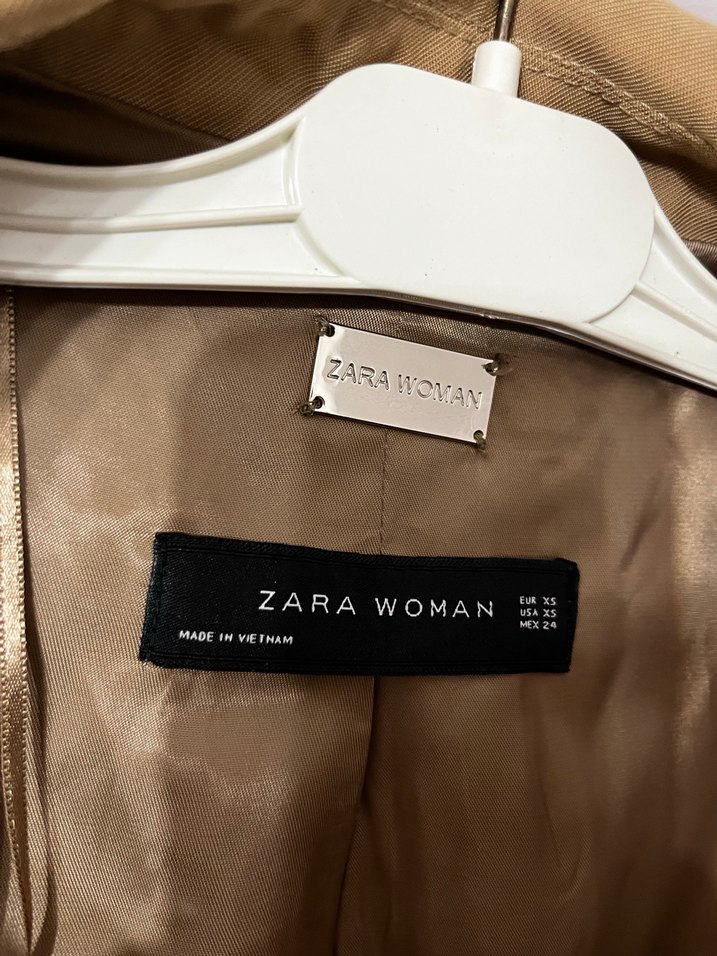 ZARA WOMAN
ZARA WOMAN
EUR XS
USA XS
MEX 24
MADE IN VIETNAM